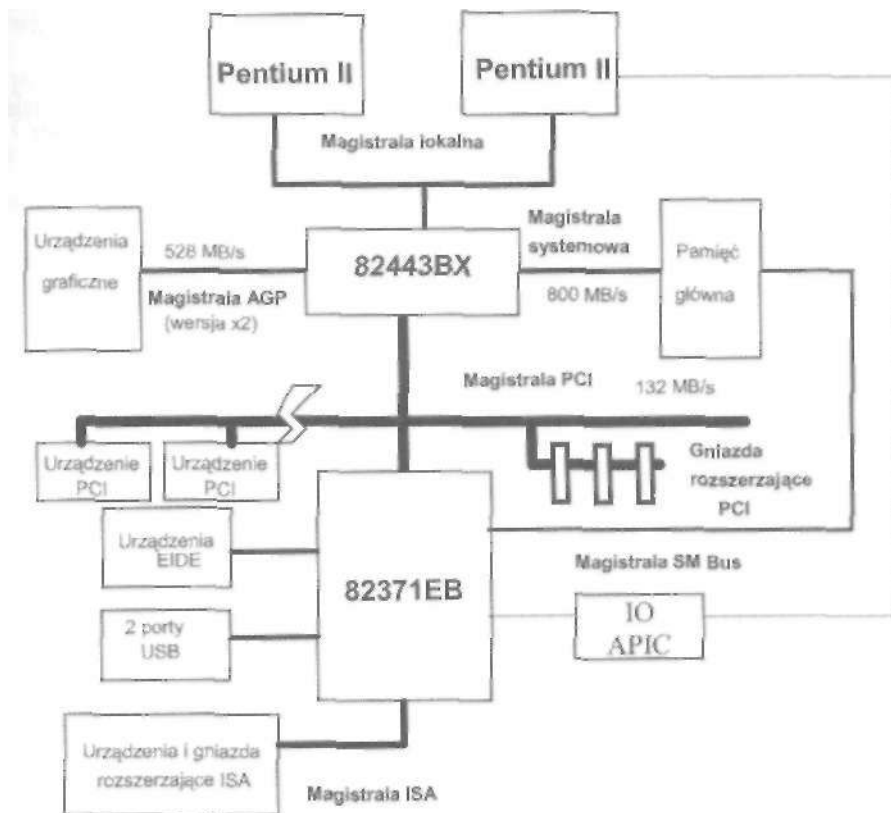 Pentium II
Pentium II
Magistrala lokalna
Urządzenia
graficzne
528 MB/s
Magistrala AGP
(wersja x2)
82443BX
Magistrala
systemowa
800 MB/s
Pamięć
główna
Magistrala PCI
132 MB/s
Urządzenie
PCI
Urządzenie
PCI
Gniazda
rozszerzające
PCI
Urządzenia
EIDE
82371EB
Magistrala SM Bus
2 porty
USB
IO
APIC
Urządzenia i gniazda
rozszerzające ISA
Magistrala ISA